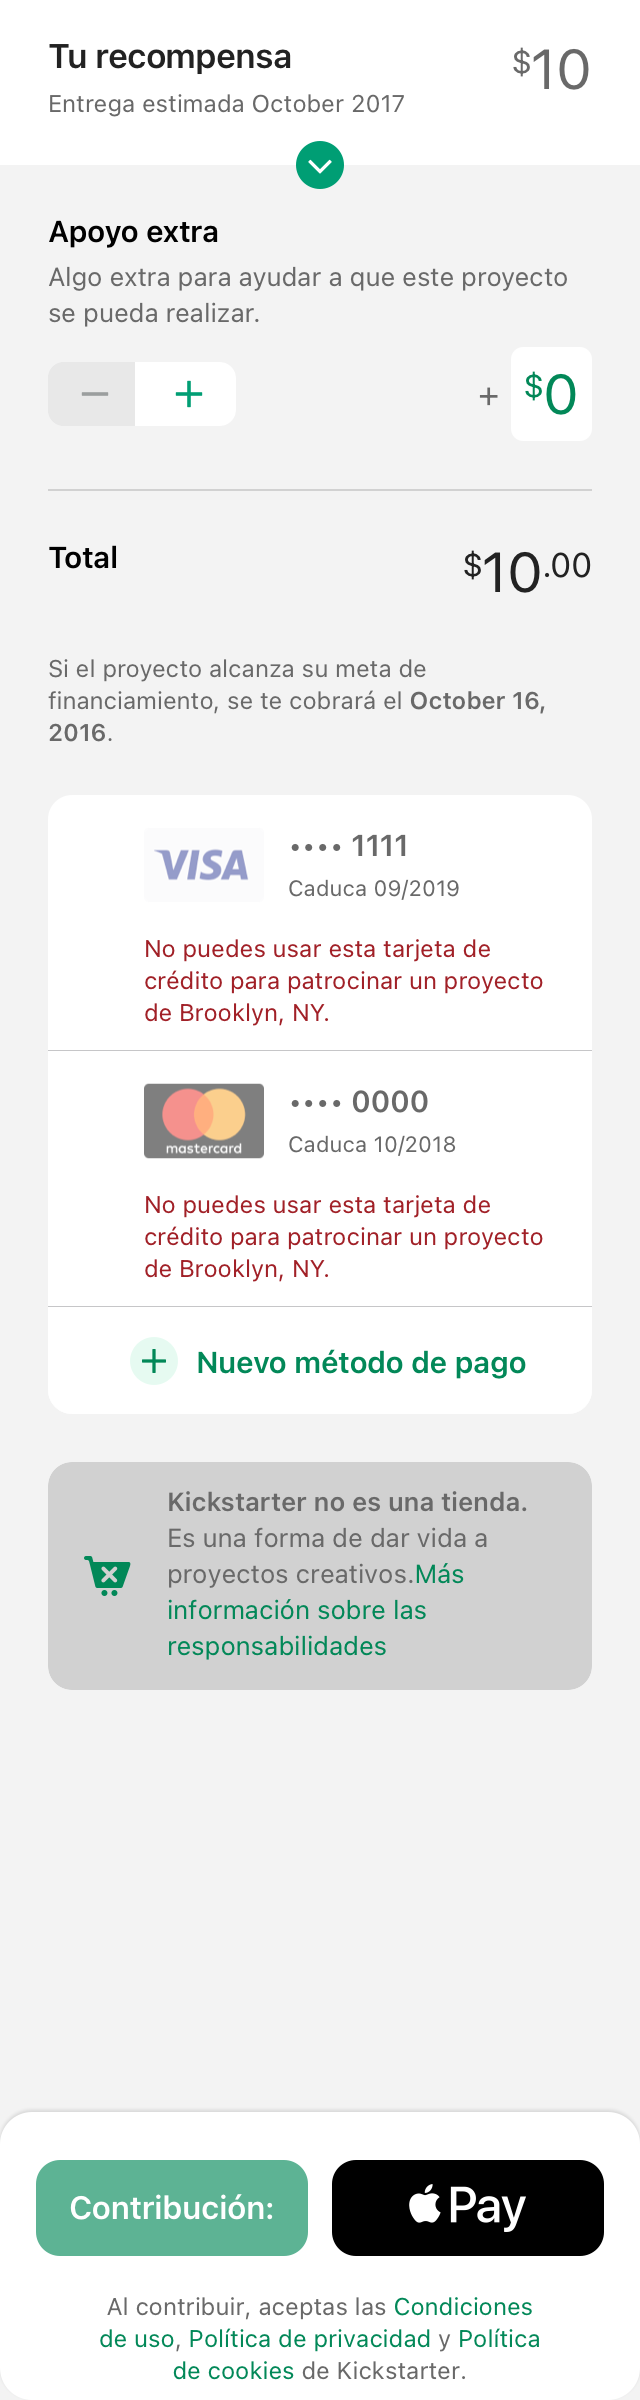 Tu recompensa
$10
Entrega estimada October 2017
Apoyo extra
Algo extra para ayudar a que este proyecto
se pueda realizar.
− + + $0
Total
$10.00
Si el proyecto alcanza su meta de
financiamiento, se te cobrará el October 16,
2016.
VISA
•••• 1111
Caduca 09/2019
No puedes usar esta tarjeta de
crédito para patrocinar un proyecto
de Brooklyn, NY.
mastercard
•••• 0000
Caduca 10/2018
No puedes usar esta tarjeta de
crédito para patrocinar un proyecto
de Brooklyn, NY.
+ Nuevo método de pago
Kickstarter no es una tienda.
Es una forma de dar vida a
proyectos creativos.Más
información sobre las
responsabilidades
Contribución:
Pay
Al contribuir, aceptas las Condiciones
de uso, Política de privacidad y Política
de cookies de Kickstarter.